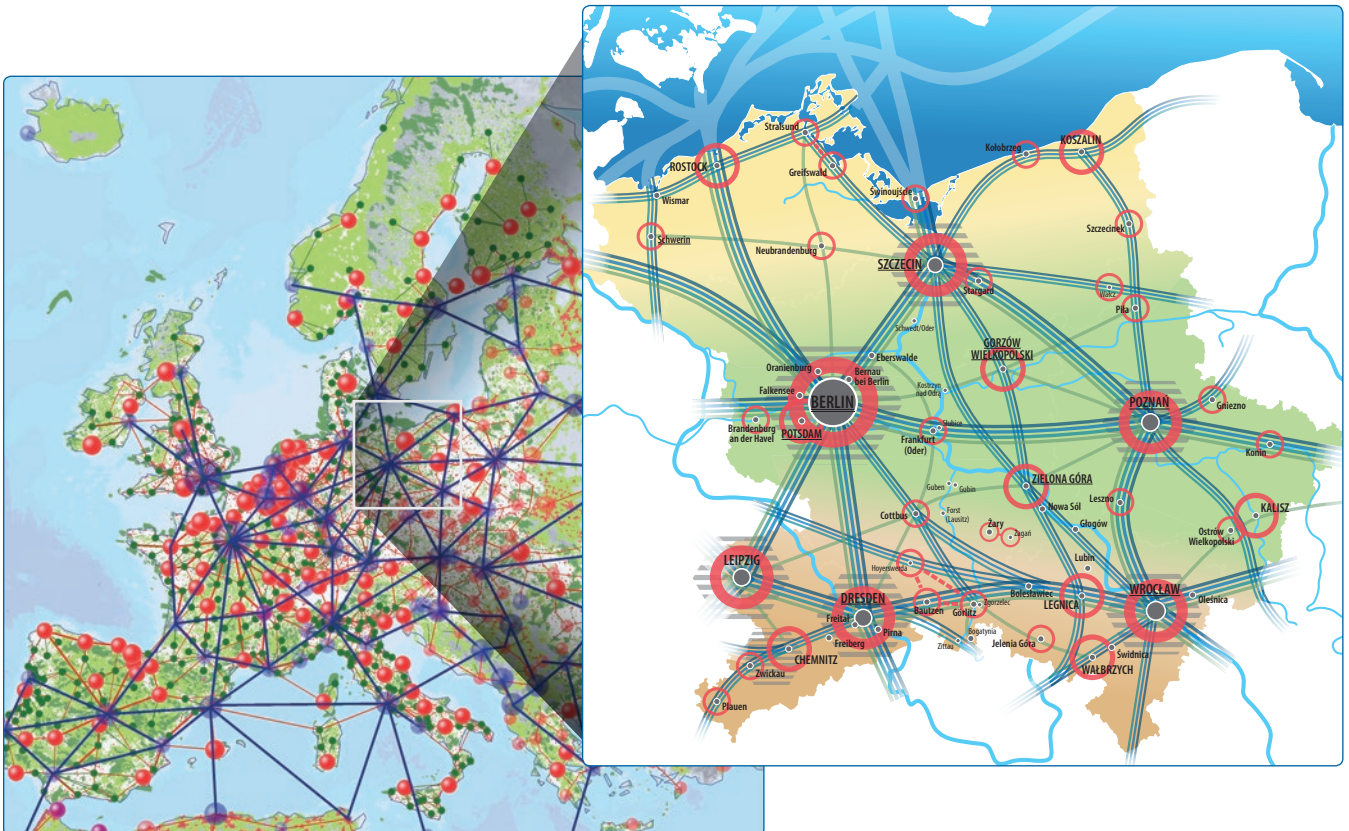 Stralsund
ROSTOCK
Greifswald
Wismar
Świnoujście
Kołobrzeg
KOSZALIN
Schwerin
Neubrandenburg
SZCZECIN
Stargard
Szczecinek
Wałcz
Piła
Schwedt/Oder
GORZÓW
WIELKOPOLSKI
Eberswalde
Oranienburg
Bernau
bei Berlin
Falkensee
BERLIN
Kostrzyn
nad Odrą
POZNAŃ
Gniezno
Brandenburg
an der Havel
POTSDAM
Słubice
Frankfurt
(Oder)
Konin
ZIELONA GÓRA
Guben
Gubin
Nowa Sól
Leszno
KALISZ
Cottbus
Forst
(Lausitz)
Żary
Żagań
Głogów
Ostrów
Wielkopolski
LEIPZIG
Hoyerswerda
Lubin
DRESDEN
Bautzen
Görlitz
Zgorzelec
Bolesławiec
LEGNICA
WROCŁAW
Oleśnica
Freital
Pirna
Freiberg
Bogatynia
Zittau
Jelenia Góra
Świdnica
WAŁBRZYCH
CHEMNITZ
Zwickau
Plauen